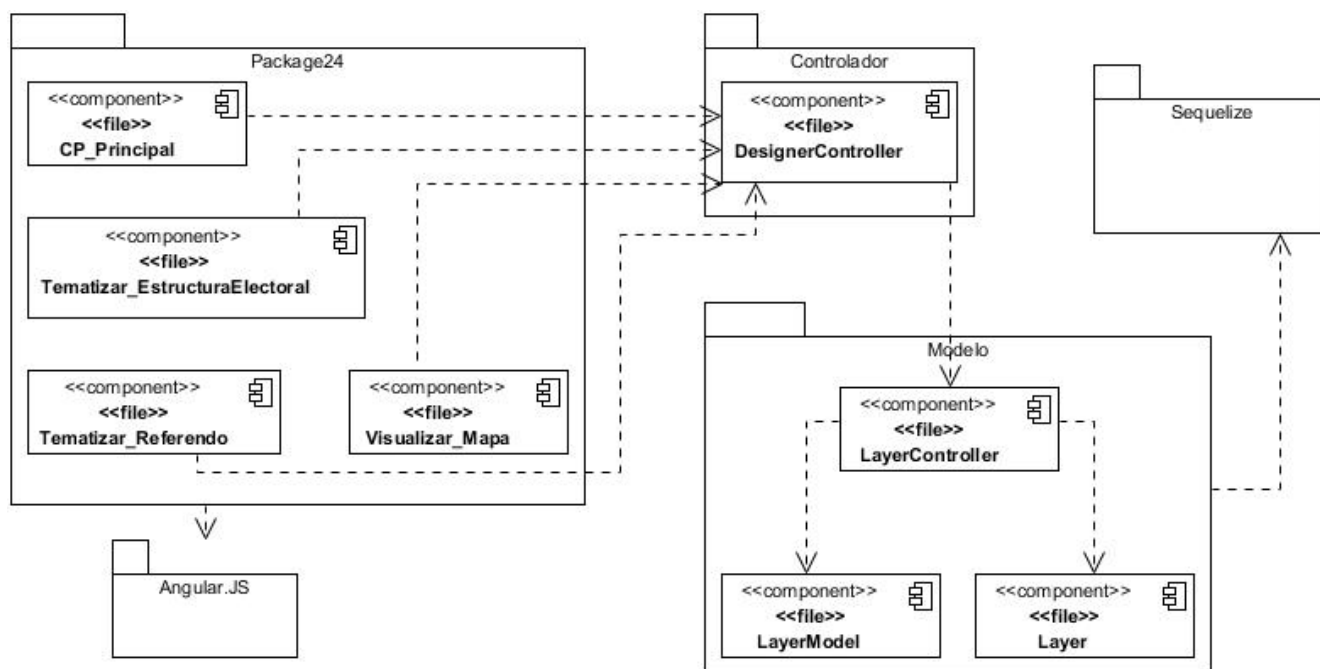 Package24
<<component>>
<<file>>
CP_Principal
<<component>>
<<file>>
Tematizar_EstructuraElectoral
<<component>>
<<file>>
Tematizar_Referendo
<<component>>
<<file>>
Visualizar_Mapa
Angular.JS
Controlador
<<component>>
<<file>>
DesignerController
Sequelize
Modelo
<<component>>
<<file>>
LayerController
<<component>>
<<file>>
LayerModel
<<component>>
<<file>>
Layer